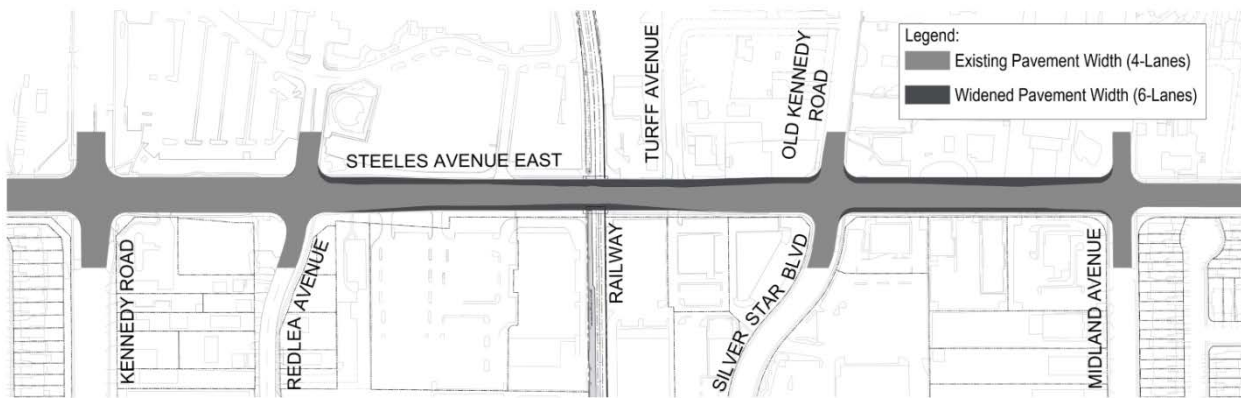 Legend:
Existing Pavement Width (4-Lanes)
Widened Pavement Width (6-Lanes)
TURFF AVENUE
OLD KENNEDY
ROAD
STEELES AVENUE EAST
KENNEDY ROAD
REDLEA AVENUE
RAILWAY
SILVER STAR BLVD
MIDLAND AVENUE